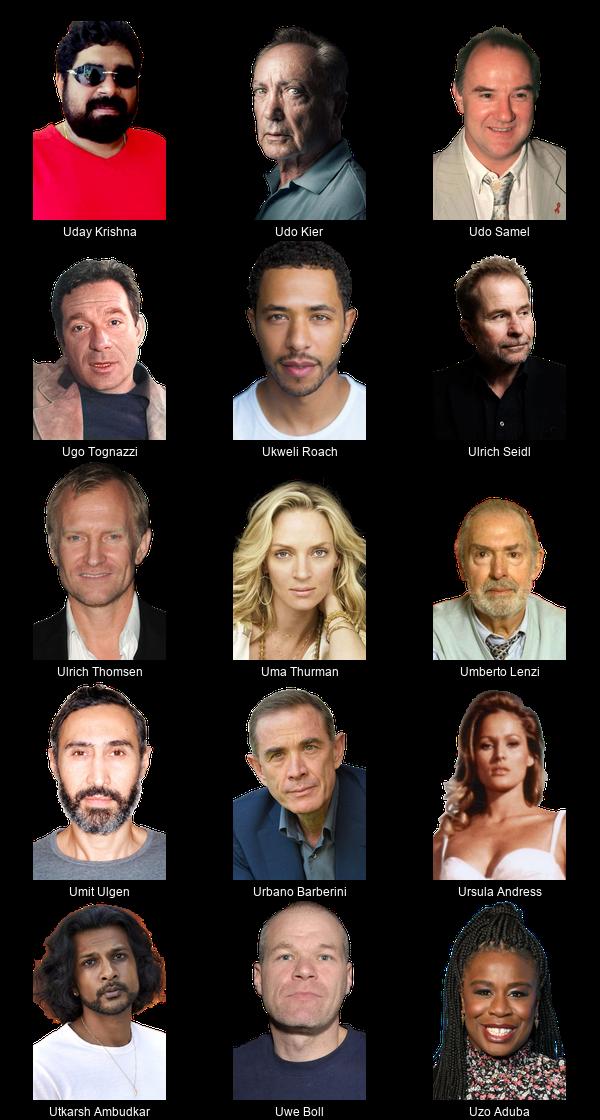 Uday Krishna
Udo Kier
Udo Samel
Ugo Tognazzi
Ukweli Roach
Ulrich Seidl
Ulrich Thomsen
Uma Thurman
Umberto Lenzi
Umit Ulgen
Urbano Barberini
Ursula Andress
Utkarsh Ambudkar
Uwe Boll
Uzo Aduba